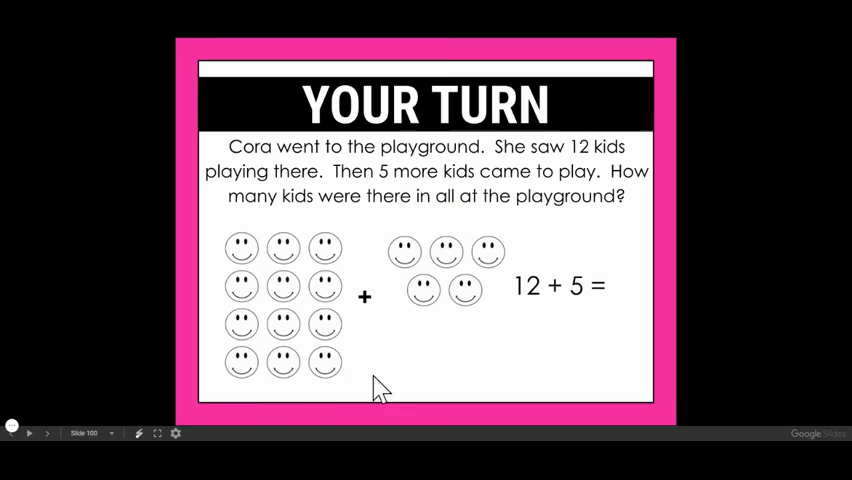 YOUR TURN
Cora went to the playground. She saw 12 kids
playing there. Then 5 more kids came to play. How
many kids were there in all at the playground?
+
12 + 5 =
Slide 100
Google Slides